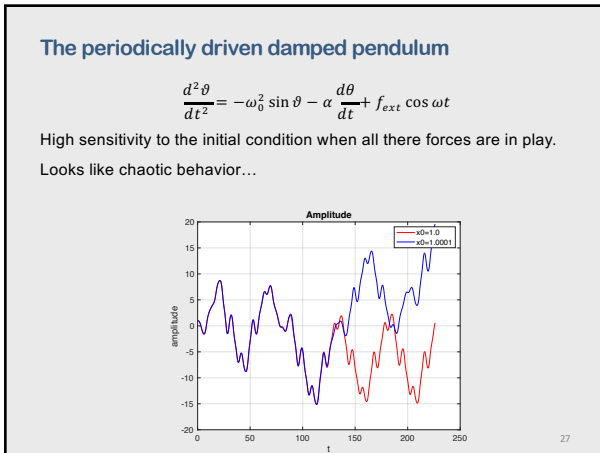 The periodically driven damped pendulum
d²ϑ/dt² = −ω₀² sin ϑ − α dθ/dt + f_ext cos ωt
High sensitivity to the initial condition when all there forces are in play.
Looks like chaotic behavior…
Amplitude
x0=1.0
x0=1.0001
20
15
10
5
0
-5
-10
-15
-20
amplitude
0 50 100 150 200 250
t
27